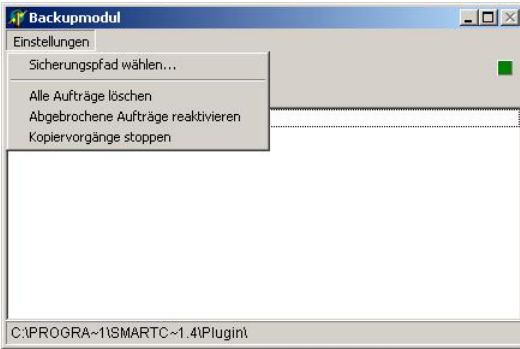 Backupmodul
Einstellungen
Sicherungspfad wählen...
Alle Aufträge löschen
Abgebrochene Aufträge reaktivieren
Kopiervorgänge stoppen
C:\PROGRA~1\SMARTC~1.4\Plugin\